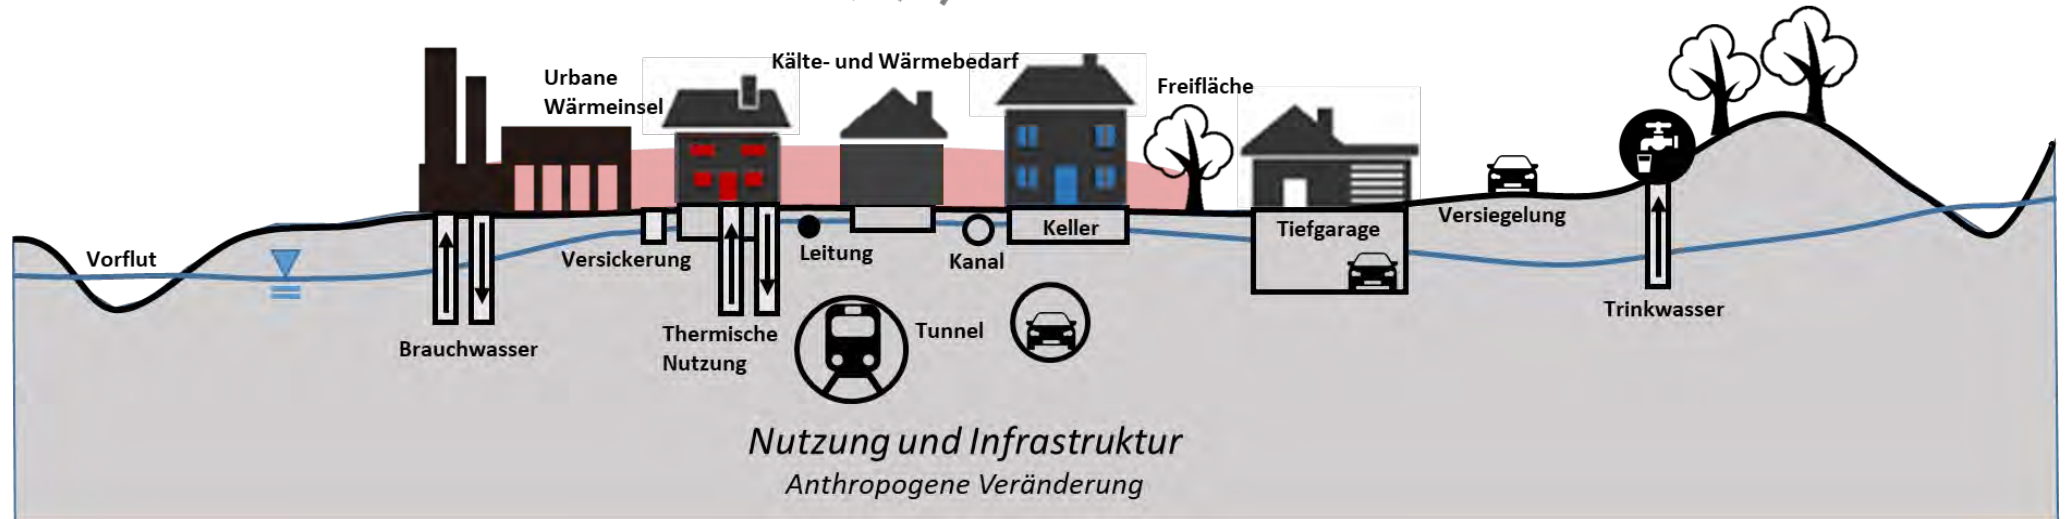 Kälte- und Wärmebedarf
Urbane
Wärmeinsel
Freifläche
Versiegelung
Keller
Tiefgarage
Vorflut
Versickerung
Leitung
Kanal
Trinkwasser
Brauchwasser
Thermische
Nutzung
Tunnel
Nutzung und Infrastruktur
Anthropogene Veränderung